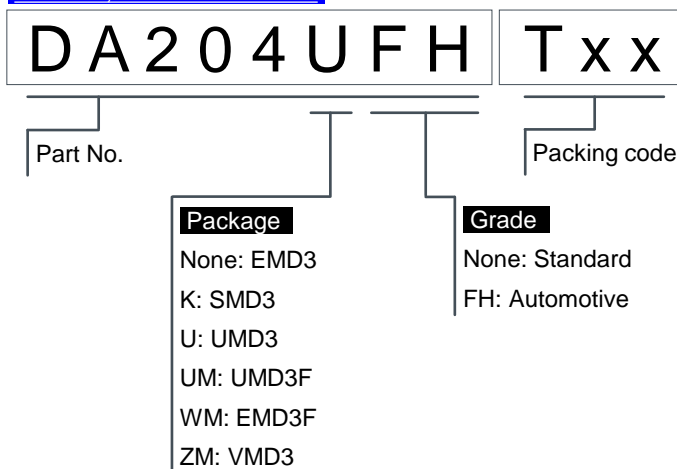 DA204UFH Txx
Part No.
Packing code
Package
None: EMD3
K: SMD3
U: UMD3
UM: UMD3F
WM: EMD3F
ZM: VMD3
Grade
None: Standard
FH: Automotive